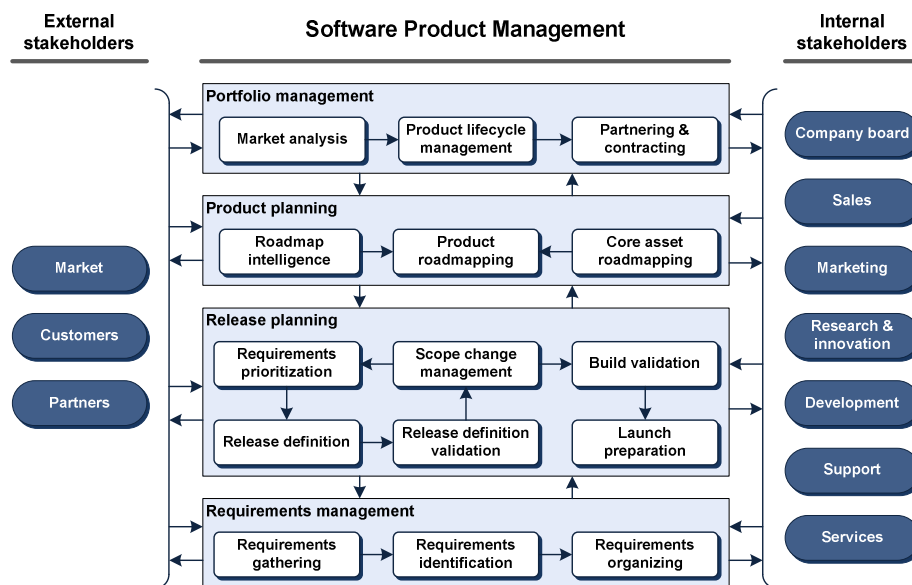 External
stakeholders
Software Product Management
Internal
stakeholders
Portfolio management
Market analysis
Product lifecycle
management
Partnering &
contracting
Product planning
Roadmap
intelligence
Product
roadmapping
Core asset
roadmapping
Release planning
Requirements
prioritization
Scope change
management
Build validation
Release definition
Release definition
validation
Launch
preparation
Requirements management
Requirements
gathering
Requirements
identification
Requirements
organizing
Market
Customers
Partners
Company board
Sales
Marketing
Research &
innovation
Development
Support
Services